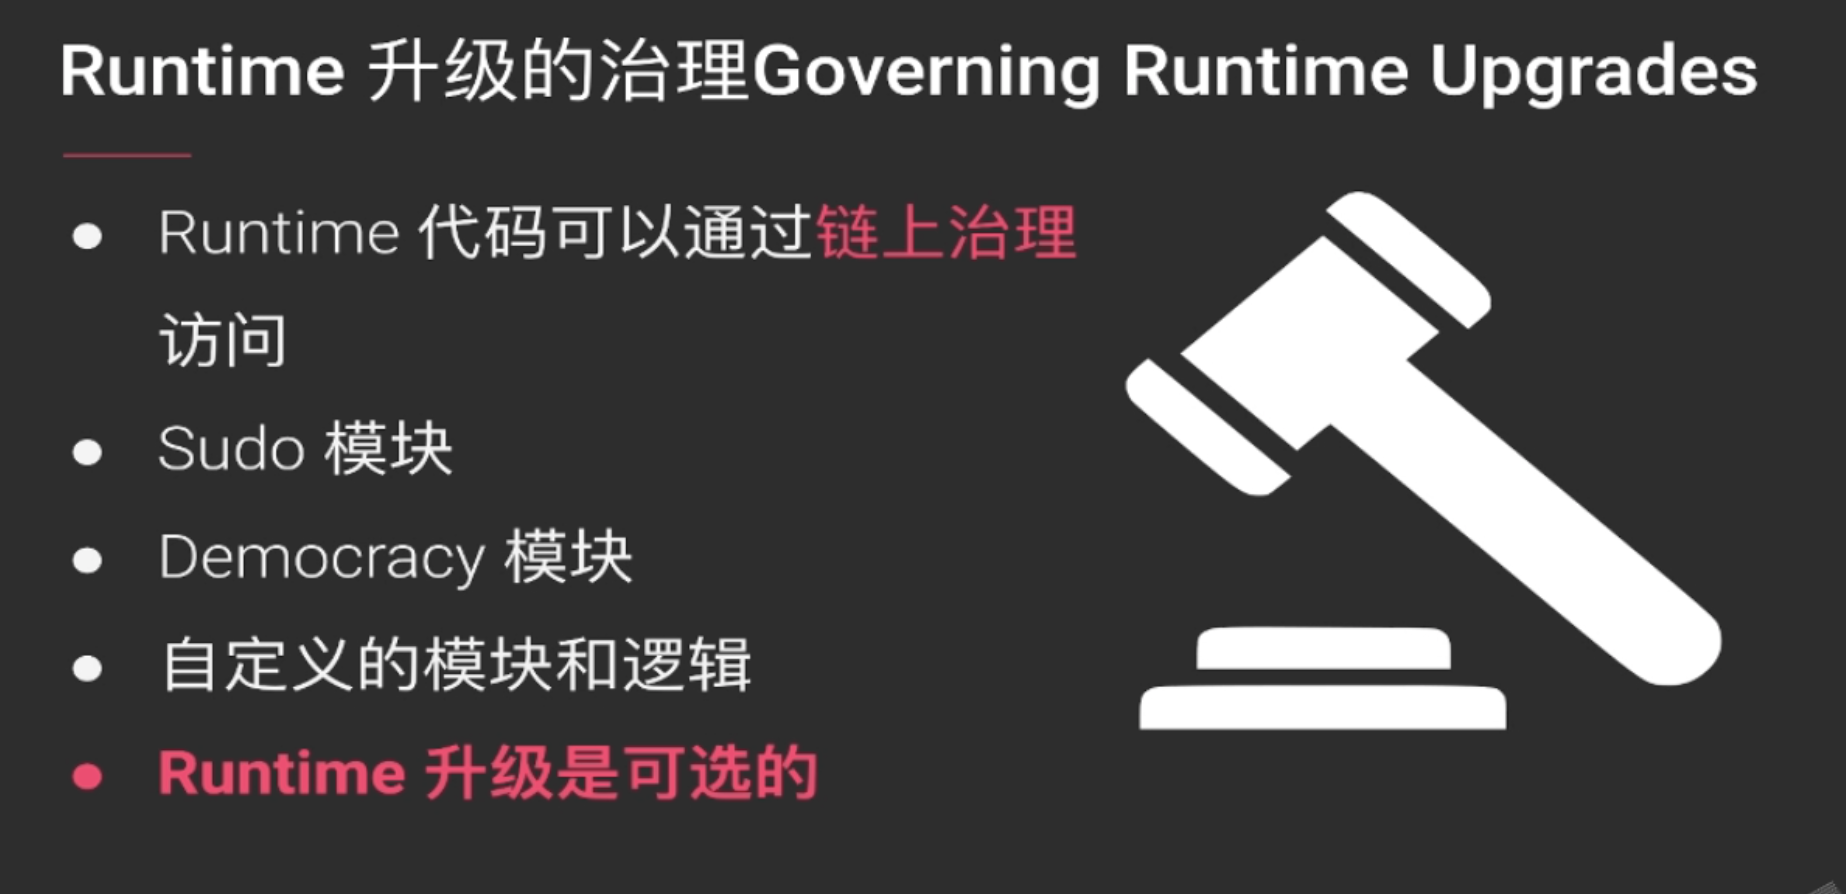 Runtime 升级的治理Governing Runtime Upgrades
● Runtime 代码可以通过链上治理
访问
● Sudo 模块
● Democracy 模块
● 自定义的模块和逻辑
● Runtime 升级是可选的